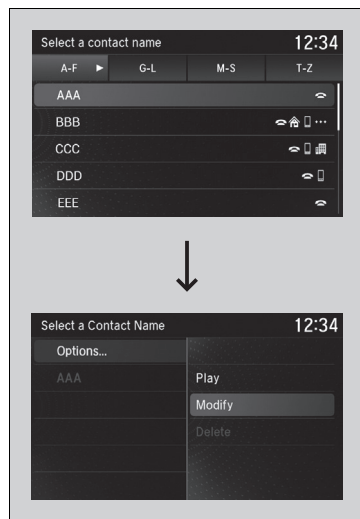 Select a contact name 12:34
A-F G-L M-S T-Z
AAA
BBB
CCC
DDD
EEE
Select a Contact Name 12:34
Options...
AAA
Play
Modify
Delete